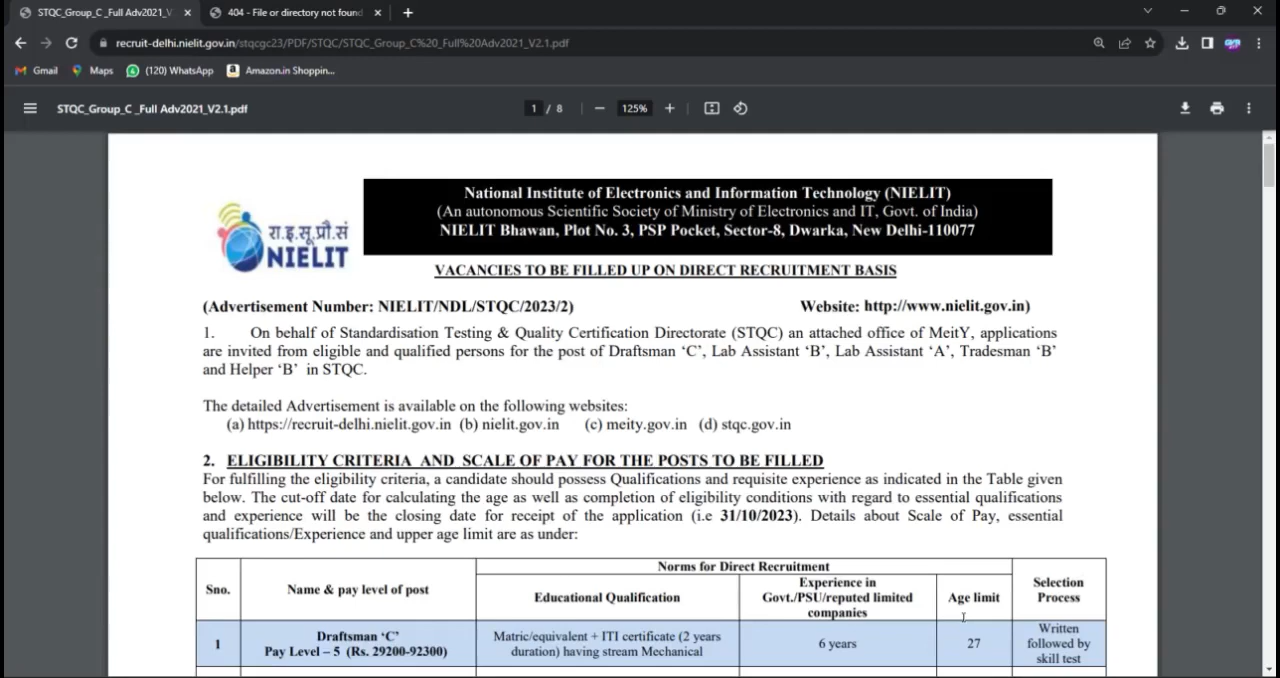 STQC_Group_C _Full Adv2021_V
404 - File or directory not found
recruit-delhi.nielit.gov.in/stqcgc23/PDF/STQC/STQC_Group_C%20_Full%20Adv2021_V2.1.pdf
Gmail
Maps
(120) WhatsApp
Amazon.in Shoppin...
STQC_Group_C _Full Adv2021_V2.1.pdf
1 / 8
125%
National Institute of Electronics and Information Technology (NIELIT)
(An autonomous Scientific Society of Ministry of Electronics and IT, Govt. of India)
NIELIT Bhawan, Plot No. 3, PSP Pocket, Sector-8, Dwarka, New Delhi-110077
रा.इ.सू.प्रौ.सं
NIELIT
VACANCIES TO BE FILLED UP ON DIRECT RECRUITMENT BASIS
(Advertisement Number: NIELIT/NDL/STQC/2023/2)
Website: http://www.nielit.gov.in)
1. On behalf of Standardisation Testing & Quality Certification Directorate (STQC) an attached office of MeitY, applications
are invited from eligible and qualified persons for the post of Draftsman ‘C’, Lab Assistant ‘B’, Lab Assistant ‘A’, Tradesman ‘B’
and Helper ‘B’ in STQC.
The detailed Advertisement is available on the following websites:
(a) https://recruit-delhi.nielit.gov.in (b) nielit.gov.in (c) meity.gov.in (d) stqc.gov.in
2. ELIGIBILITY CRITERIA AND SCALE OF PAY FOR THE POSTS TO BE FILLED
For fulfilling the eligibility criteria, a candidate should possess Qualifications and requisite experience as indicated in the Table given
below. The cut-off date for calculating the age as well as completion of eligibility conditions with regard to essential qualifications
and experience will be the closing date for receipt of the application (i.e 31/10/2023). Details about Scale of Pay, essential
qualifications/Experience and upper age limit are as under:
Sno.
Name & pay level of post
Norms for Direct Recruitment
Educational Qualification
Experience in
Govt./PSU/reputed limited
companies
Age limit
Selection
Process
1
Draftsman ‘C’
Pay Level – 5 (Rs. 29200-92300)
Matric/equivalent + ITI certificate (2 years
duration) having stream Mechanical
6 years
27
Written
followed by
skill test